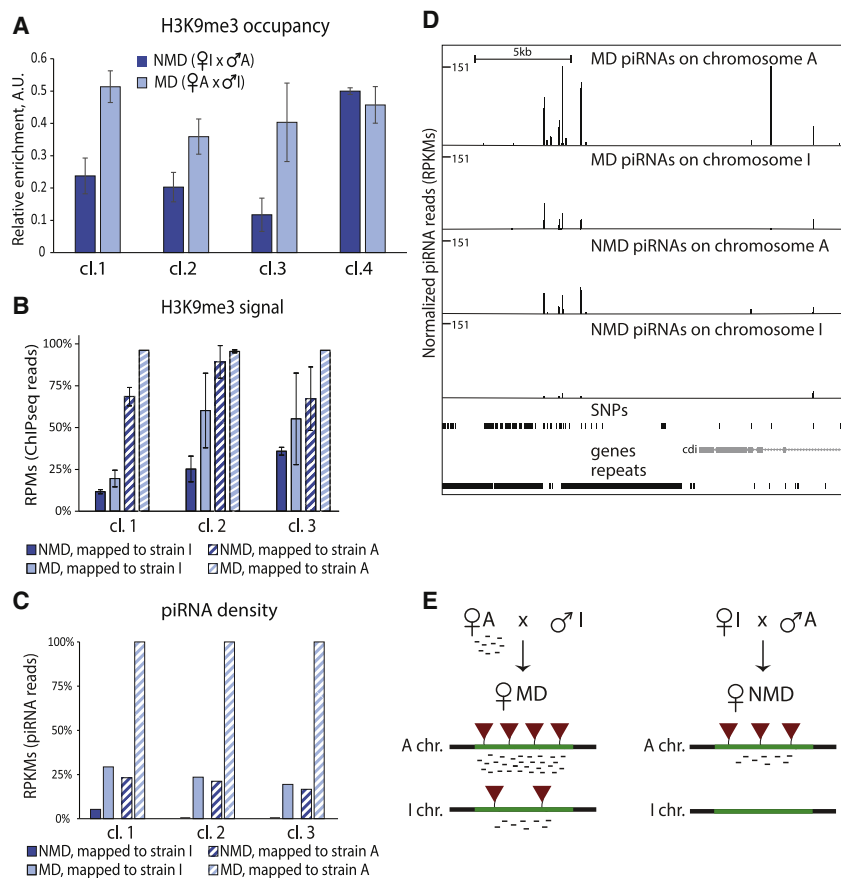 A
H3K9me3 occupancy
Relative enrichment, A.U.
0.6
0.5
0.4
0.3
0.2
0.1
0
NMD (♀I x ♂A)
MD (♀A x ♂I)
cl.1 cl.2 cl.3 cl.4
B
H3K9me3 signal
RPMs (ChIPseq reads)
100%
75%
50%
25%
0%
cl. 1 cl. 2 cl. 3
NMD, mapped to strain I NMD, mapped to strain A
MD, mapped to strain I MD, mapped to strain A
C
piRNA density
RPKMs (piRNA reads)
100%
75%
50%
25%
0%
cl. 1 cl. 2 cl. 3
NMD, mapped to strain I NMD, mapped to strain A
MD, mapped to strain I MD, mapped to strain A
D
Normalized piRNA reads (RPKMs)
5kb
151
MD piRNAs on chromosome A
151
MD piRNAs on chromosome I
151
NMD piRNAs on chromosome A
151
NMD piRNAs on chromosome I
SNPs
genes
cdi
repeats
E
♀A x ♂I
♀MD
A chr.
I chr.
♀I x ♂A
♀NMD
A chr.
I chr.